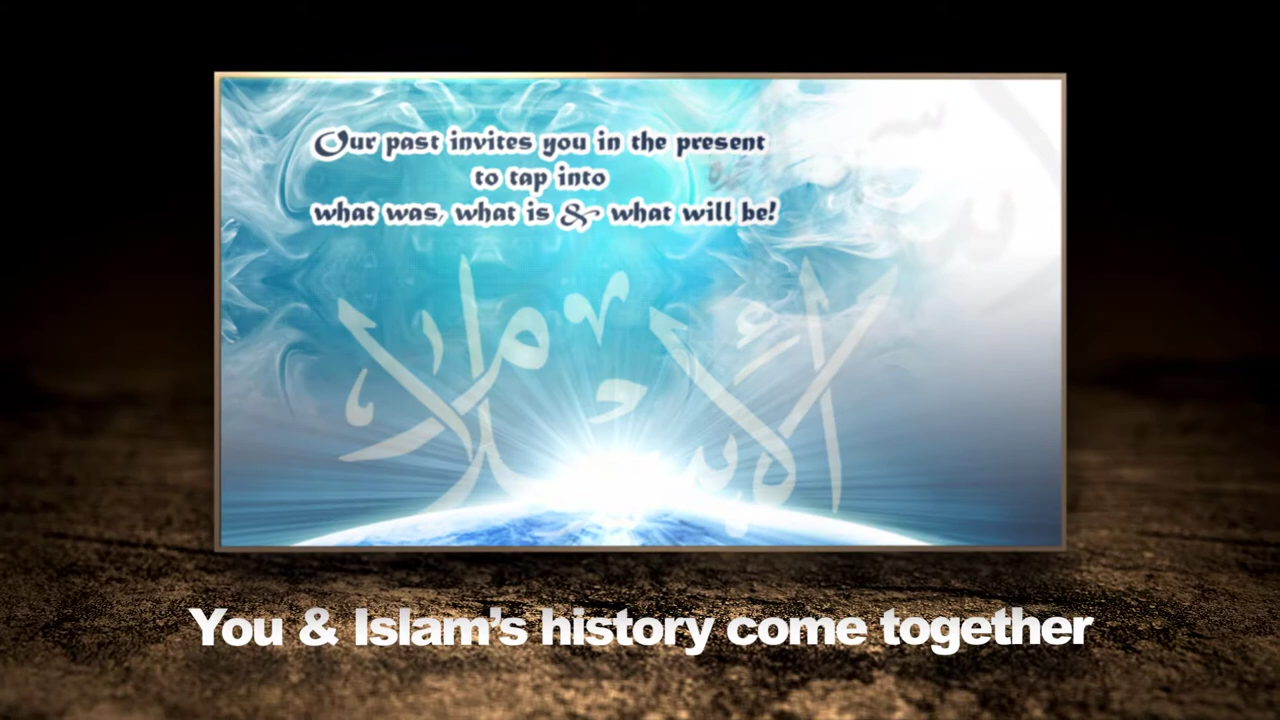 Our past invites you in the present
to tap into
what was, what is & what will be!
الإسلام
You & Islam's history come together